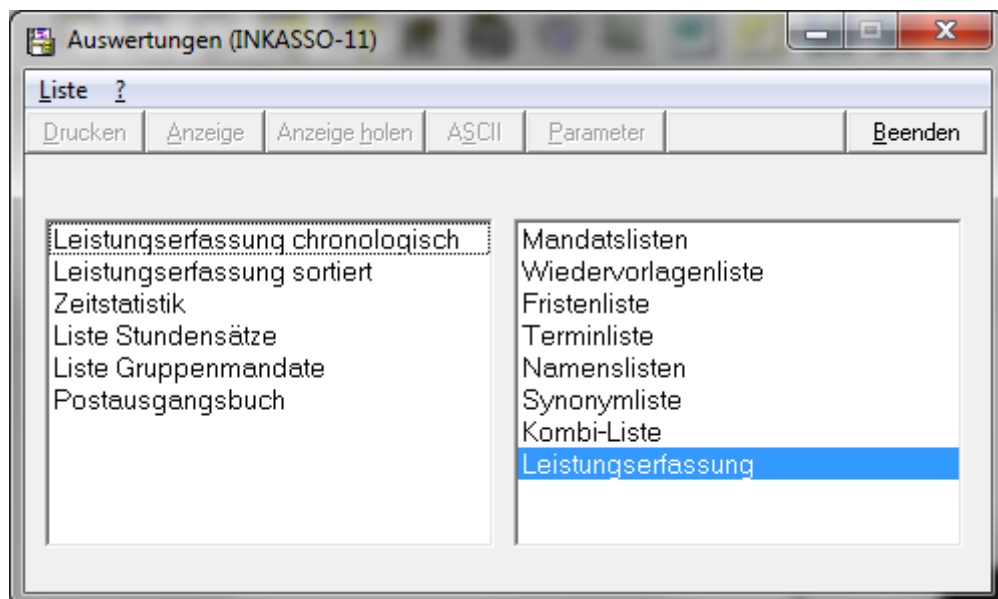 Auswertungen (INKASSO-11)
Liste ?
Drucken Anzeige Anzeige holen ASCII Parameter Beenden
Leistungserfassung chronologisch
Leistungserfassung sortiert
Zeitstatistik
Liste Stundensätze
Liste Gruppenmandate
Postausgangsbuch
Mandatslisten
Wiedervorlagenliste
Fristenliste
Terminliste
Namenslisten
Synonymliste
Kombi-Liste
Leistungserfassung